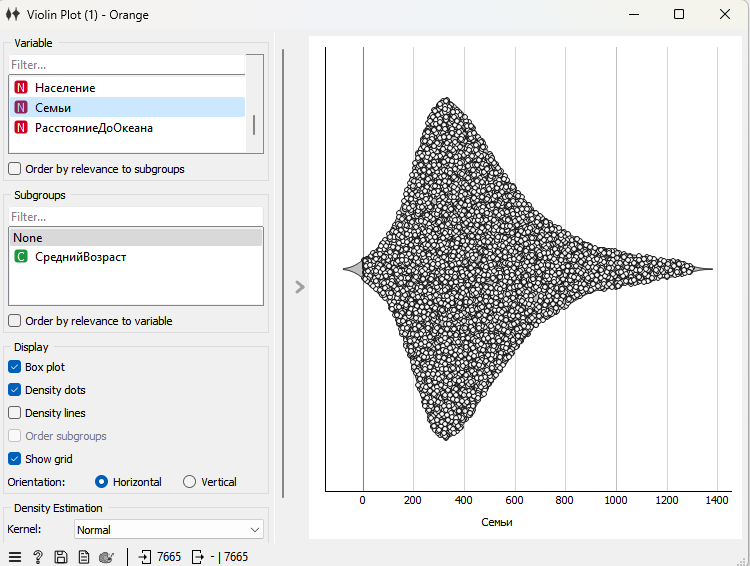 Violin Plot (1) - Orange
Variable
Filter...
N Население
N Семьи
N РасстояниеДоОкеана
Order by relevance to subgroups
Subgroups
Filter...
None
C СреднийВозраст
Order by relevance to variable
Display
Box plot
Density dots
Density lines
Order subgroups
Show grid
Orientation: Horizontal Vertical
Density Estimation
Kernel: Normal
? 7665 - | 7665
0 200 400 600 800 1000 1200 1400
Семьи